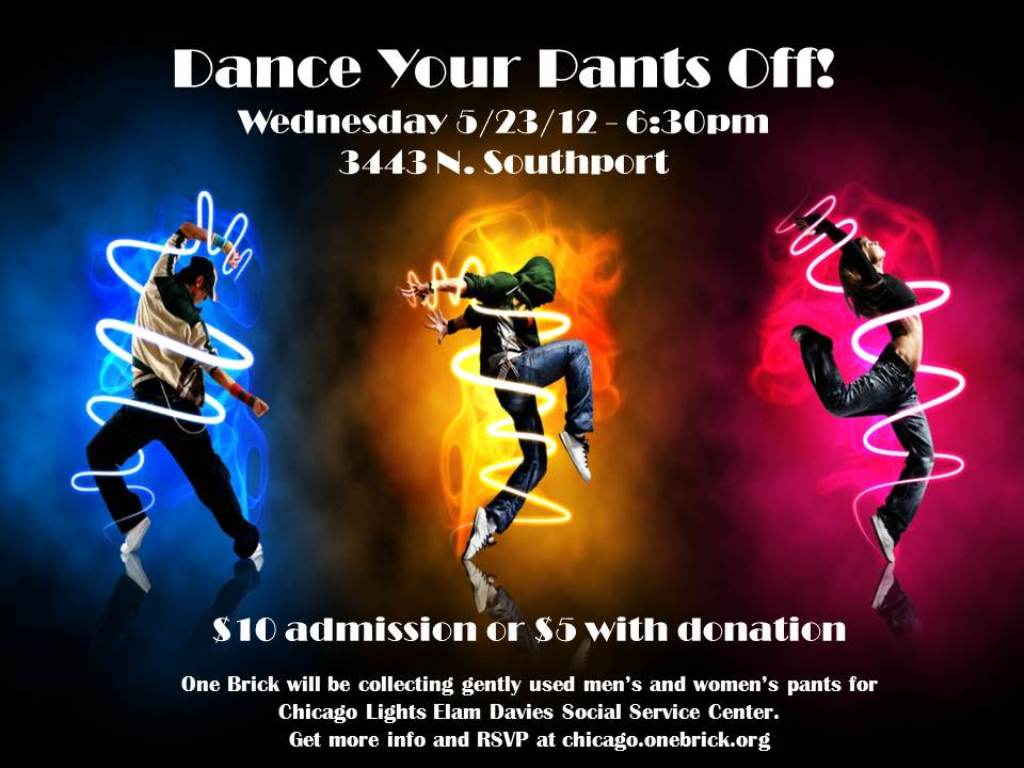 Dance Your Pants Off!
Wednesday 5/23/12 - 6:30pm
3443 N. Southport
$10 admission or $5 with donation
One Brick will be collecting gently used men's and women's pants for
Chicago Lights Elam Davies Social Service Center.
Get more info and RSVP at chicago.onebrick.org